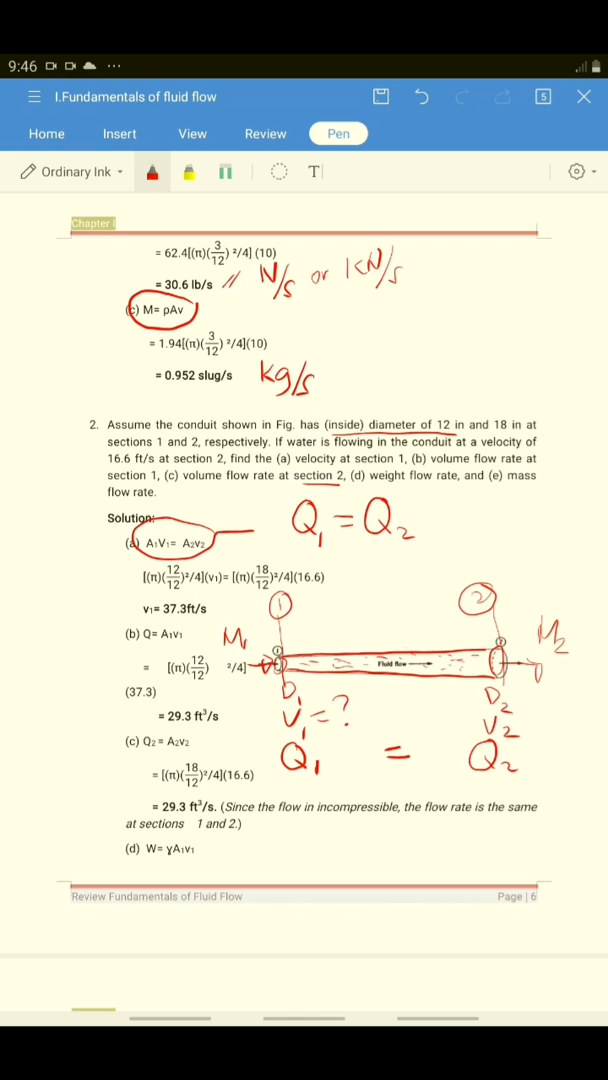 9:46 ...
I.Fundamentals of fluid flow
5
Home Insert View Review Pen
Ordinary Ink T
Chapter I
= 62.4[(π)(3/12)²/4] (10)
= 30.6 lb/s // N/s or KN/s
(c) M= ρAv
= 1.94[(π)(3/12)²/4](10)
= 0.952 slug/s kg/s
2. Assume the conduit shown in Fig. has (inside) diameter of 12 in and 18 in at
sections 1 and 2, respectively. If water is flowing in the conduit at a velocity of
16.6 ft/s at section 2, find the (a) velocity at section 1, (b) volume flow rate at
section 1, (c) volume flow rate at section 2, (d) weight flow rate, and (e) mass
flow rate.
Solution:
Q₁ = Q₂
(a) A₁V₁= A₂v₂
[(π)(12/12)²/4](v₁)= [(π)(18/12)²/4](16.6)
v₁= 37.3ft/s
1 2
(b) Q= A₁v₁ M₁ M₂
1 2
= [(π)(12/12) ²/4] Fluid flow
(37.3) D₁ D₂
= 29.3 ft³/s V₁ = ? V₂
(c) Q₂ = A₂v₂ Q₁ = Q₂
= [(π)(18/12)²/4](16.6)
= 29.3 ft³/s. (Since the flow in incompressible, the flow rate is the same
at sections 1 and 2.)
(d) W= γA₁v₁
Review Fundamentals of Fluid Flow Page | 6